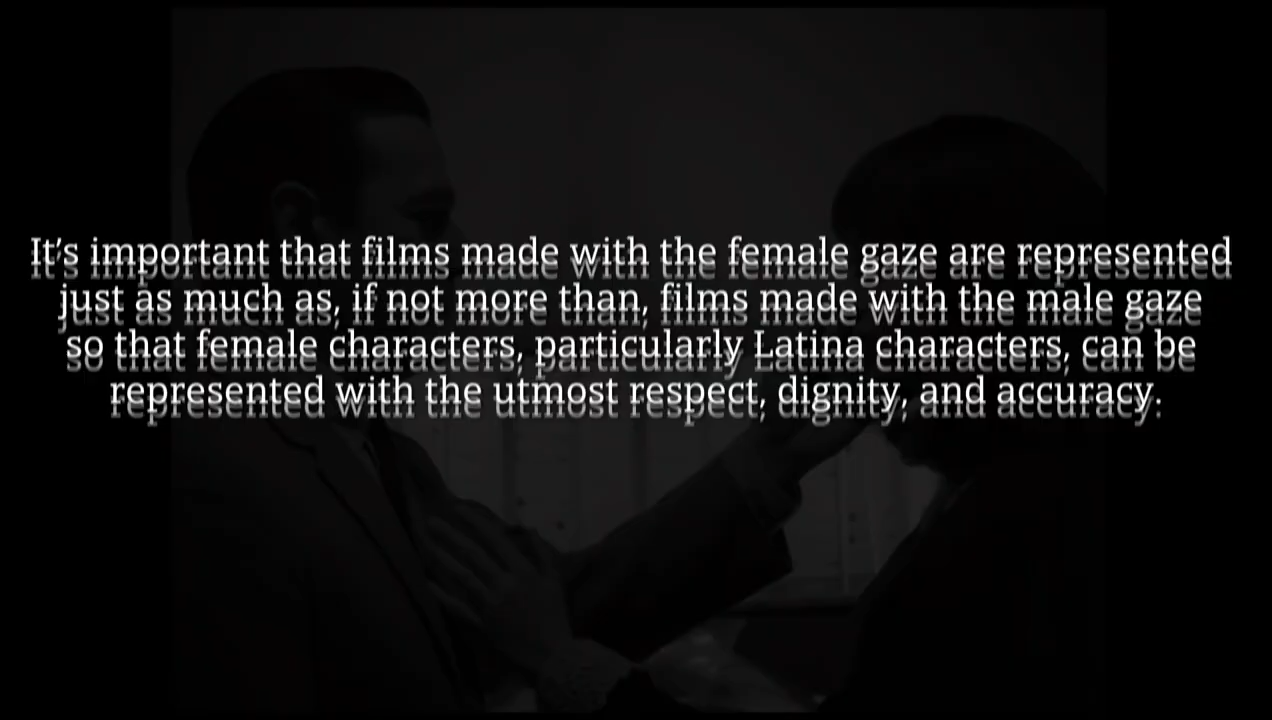 It's important that films made with the female gaze are represented
just as much as, if not more than, films made with the male gaze
so that female characters, particularly Latina characters, can be
represented with the utmost respect, dignity, and accuracy.